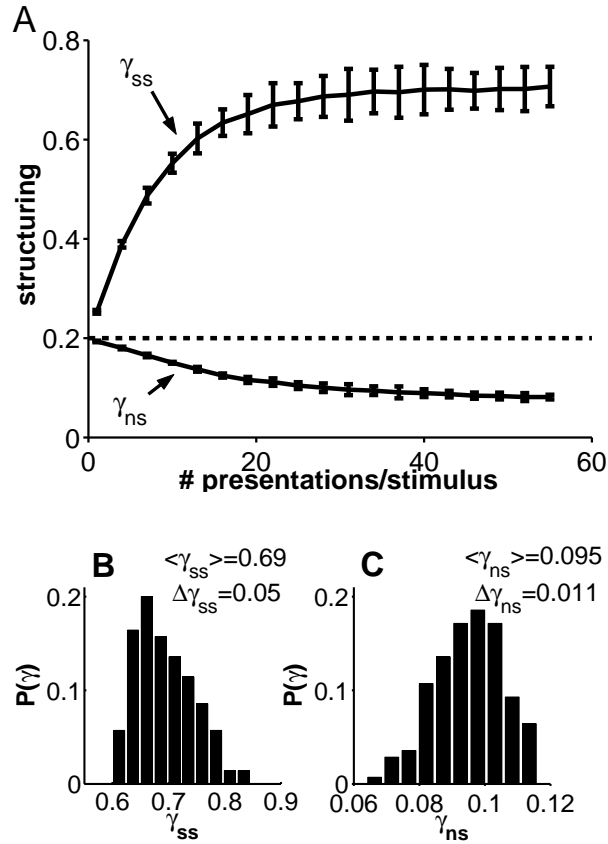 A
0.8
γss
0.6
structuring
0.4
0.2
γns
0
0 20 40 60
# presentations/stimulus
B <γss>=0.69
Δγss=0.05
0.2
P(γ)
0.1
0
0.6 0.7 0.8 0.9
γss
C <γns>=0.095
Δγns=0.011
0.2
P(γ)
0.1
0
0.06 0.08 0.1 0.12
γns